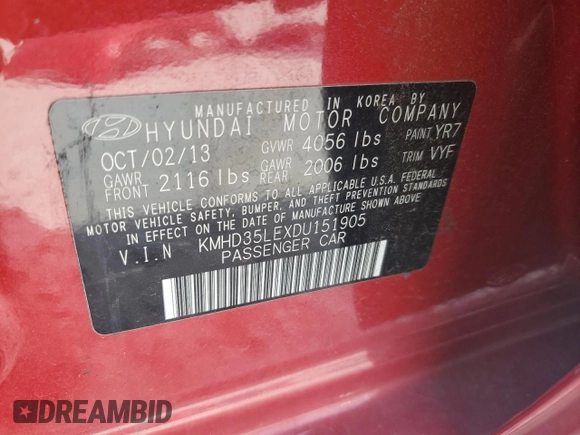 MANUFACTURED IN KOREA BY
HYUNDAI MOTOR COMPANY
OCT/02/13 GVWR 4056 lbs PAINT YR7
GAWR FRONT 2116 lbs GAWR REAR 2006 lbs TRIM VYF
THIS VEHICLE CONFORMS TO ALL APPLICABLE U.S.A. FEDERAL
MOTOR VEHICLE SAFETY, BUMPER, AND THEFT PREVENTION STANDARDS
IN EFFECT ON THE DATE OF MANUFACTURE SHOWN ABOVE.
V.I.N KMHD35LEXDU151905
PASSENGER CAR
DREAMBID